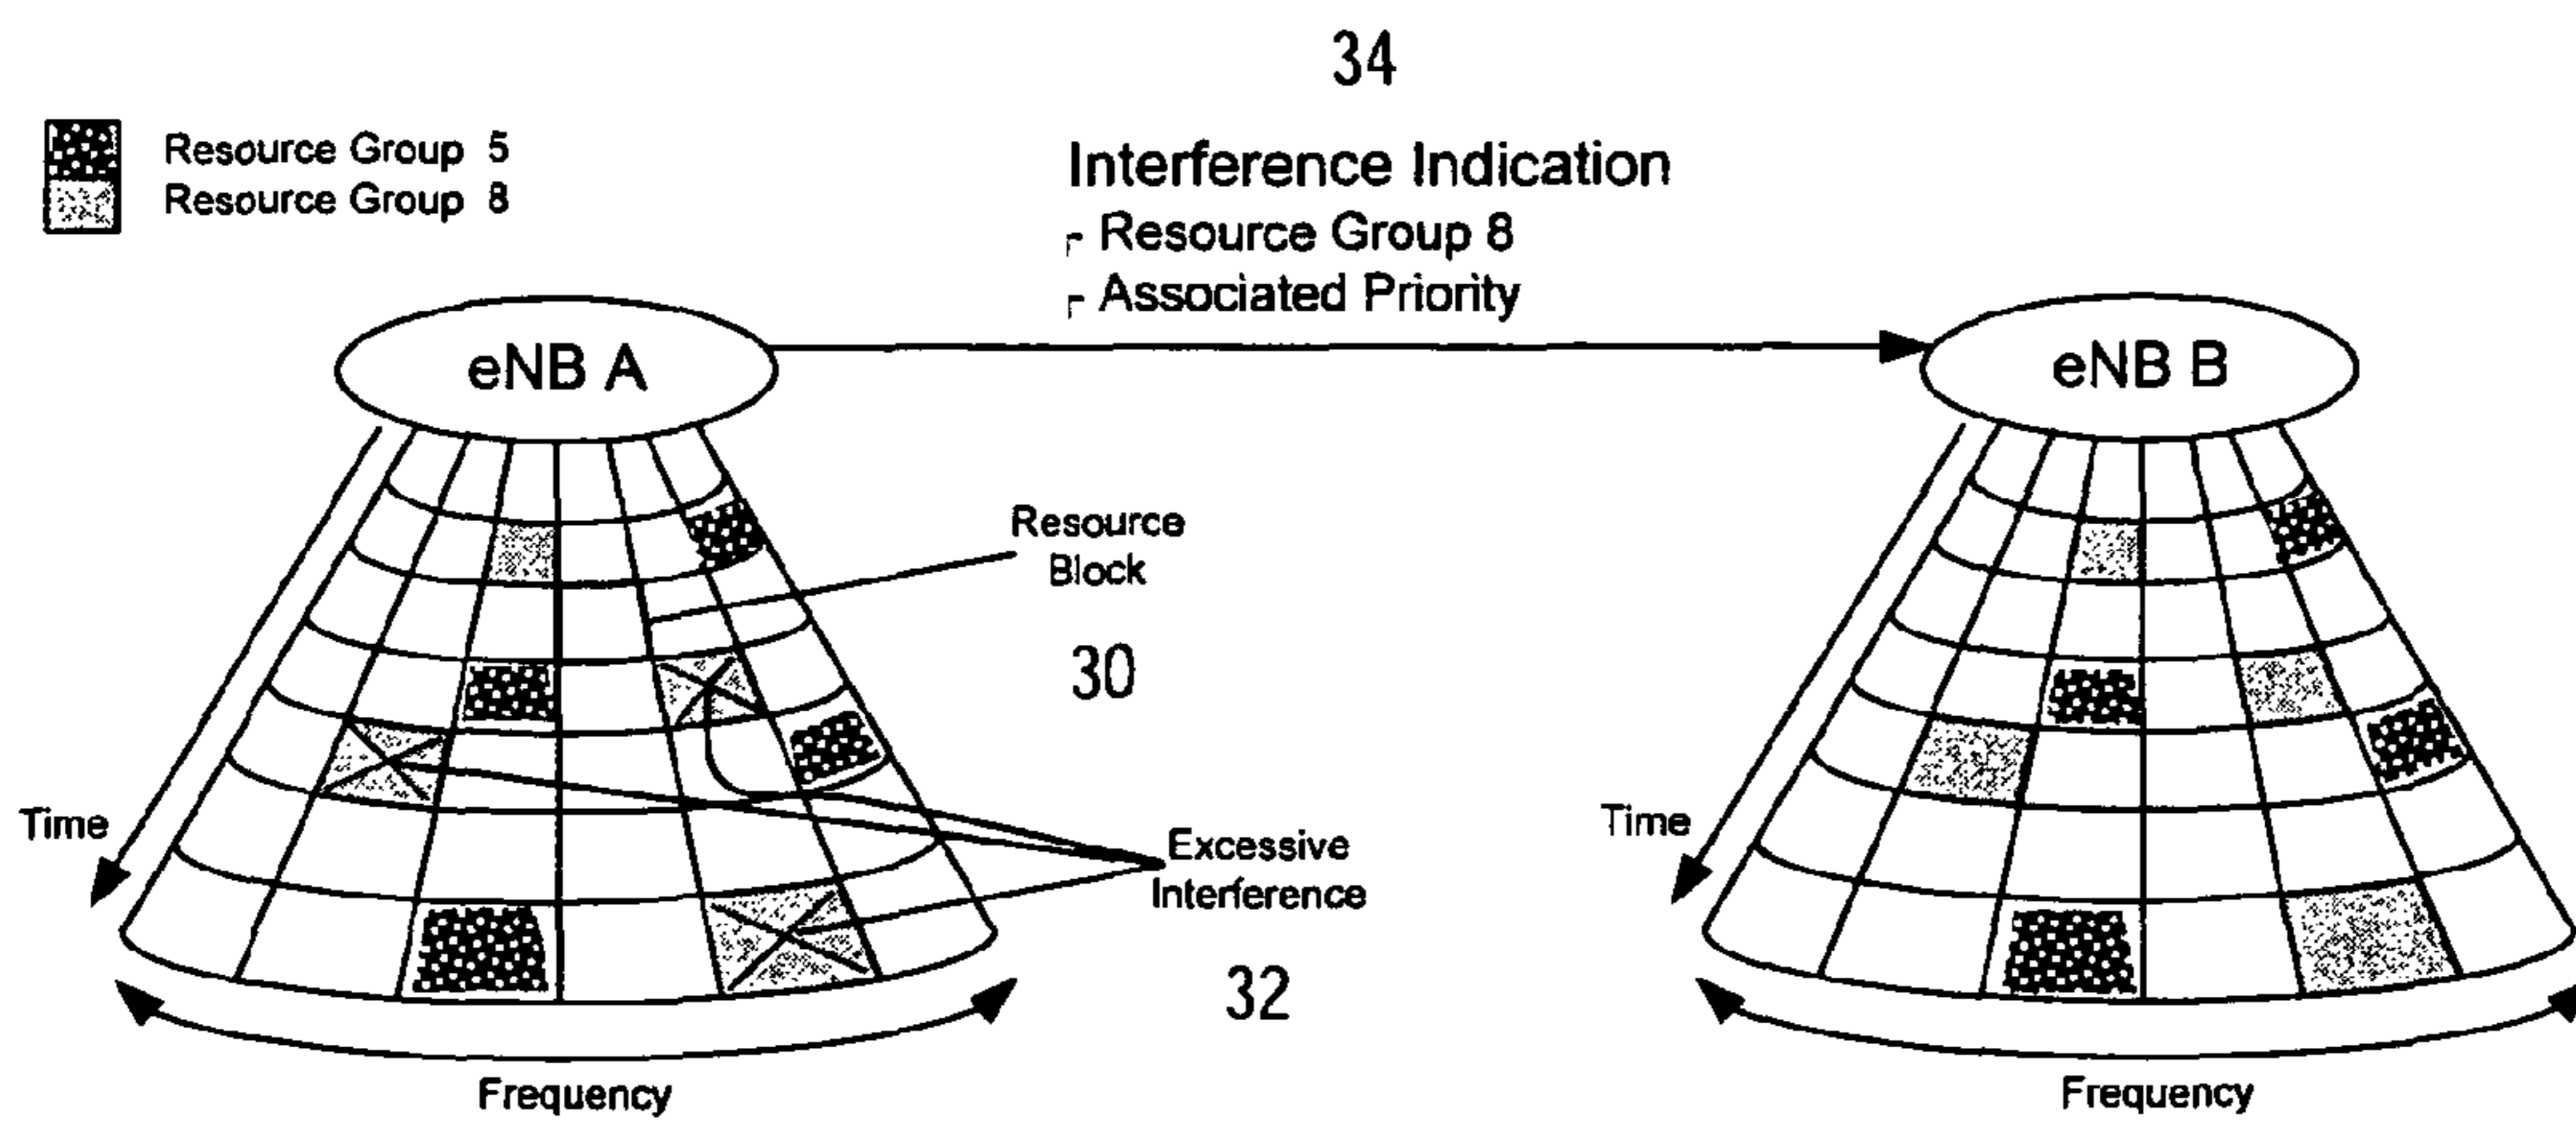 34
Resource Group 5
Resource Group 8
Interference Indication
- Resource Group 8
- Associated Priority
eNB A
eNB B
Resource
Block
30
Time
Excessive
Interference
Time
32
Frequency
Frequency